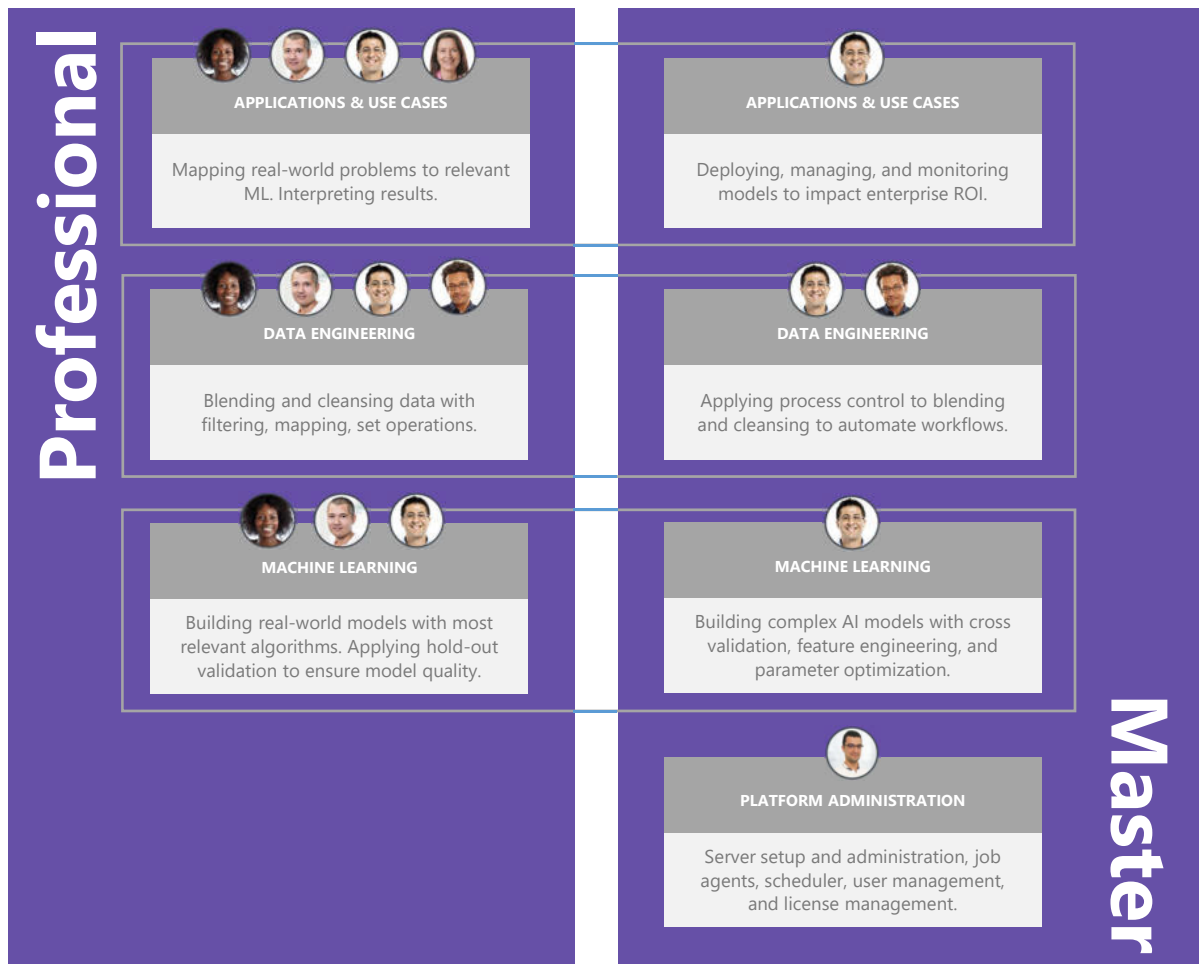 Professional
APPLICATIONS & USE CASES
Mapping real-world problems to relevant
ML. Interpreting results.
DATA ENGINEERING
Blending and cleansing data with
filtering, mapping, set operations.
MACHINE LEARNING
Building real-world models with most
relevant algorithms. Applying hold-out
validation to ensure model quality.
APPLICATIONS & USE CASES
Deploying, managing, and monitoring
models to impact enterprise ROI.
DATA ENGINEERING
Applying process control to blending
and cleansing to automate workflows.
MACHINE LEARNING
Building complex AI models with cross
validation, feature engineering, and
parameter optimization.
PLATFORM ADMINISTRATION
Server setup and administration, job
agents, scheduler, user management,
and license management.
Master